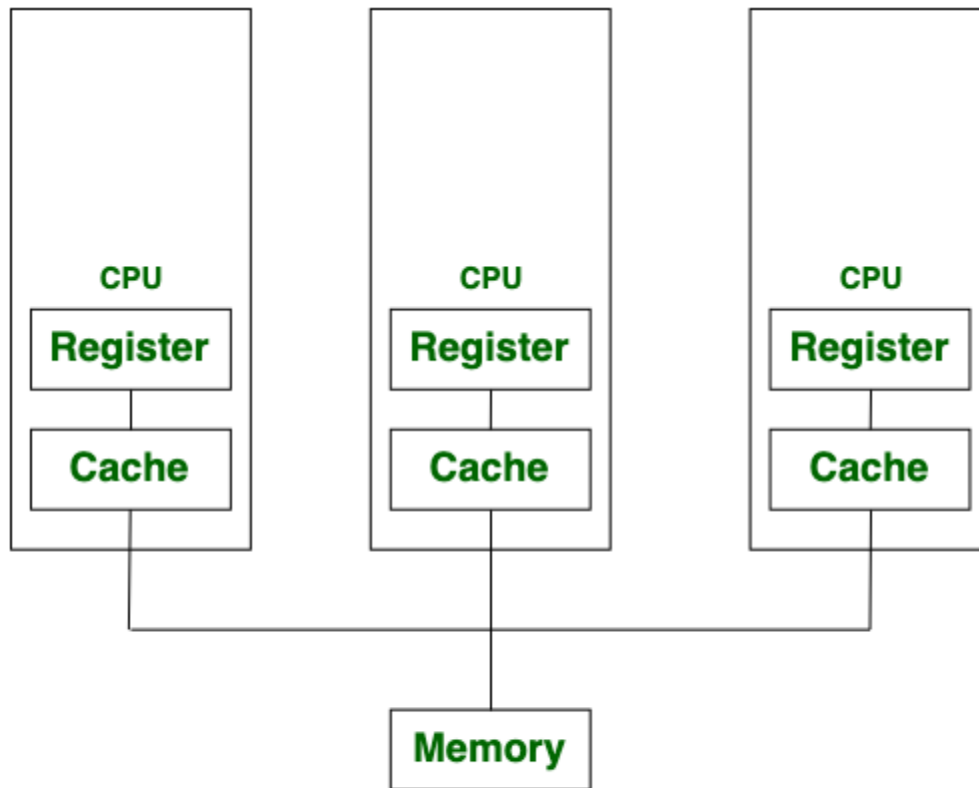 CPU
CPU
CPU
Register
Register
Register
Cache
Cache
Cache
Memory